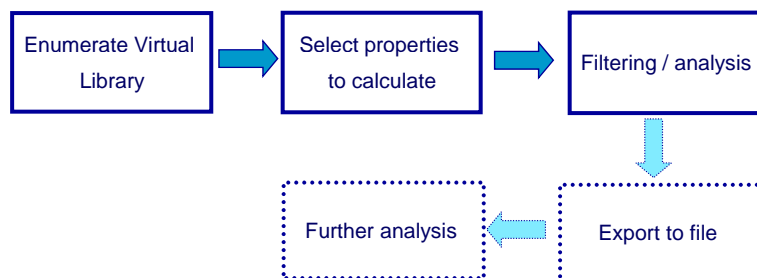 Enumerate Virtual
Library
Select properties
to calculate
Filtering / analysis
Further analysis
Export to file